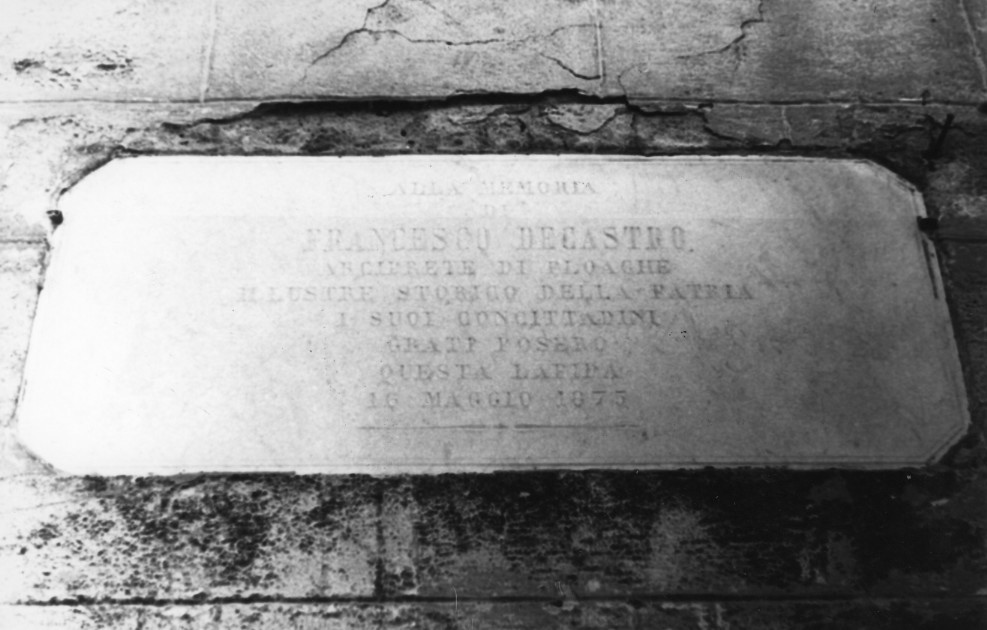 ALLA MEMORIA
DI
FRANCESCO DECASTRO.
ARCIPRETE DI PLOAGHE
ILLUSTRE STORICO DELLA PATRIA
I SUOI CONCITTADINI
GRATI POSERO
QUESTA LAPIDA
16 MAGGIO 1875